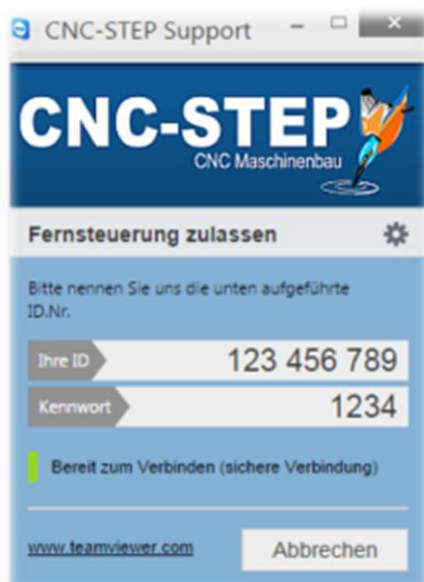 CNC-STEP Support
CNC-STEP
CNC Maschinenbau
Fernsteuerung zulassen
Bitte nennen Sie uns die unten aufgeführte
ID.Nr.
Ihre ID 123 456 789
Kennwort 1234
Bereit zum Verbinden (sichere Verbindung)
www.teamviewer.com Abbrechen